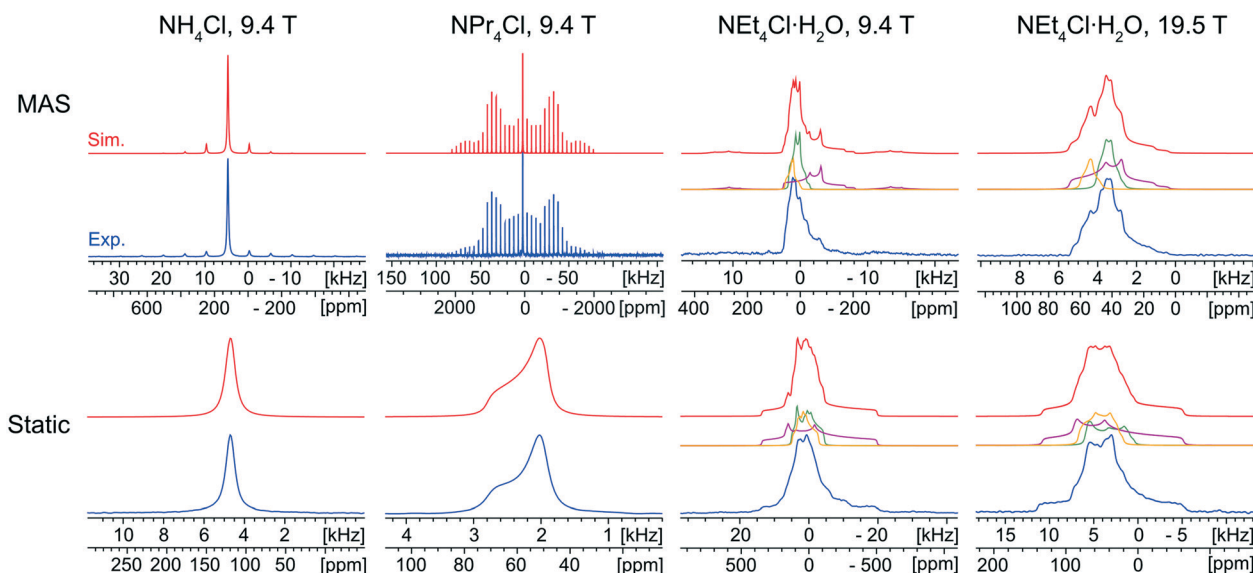 NH₄Cl, 9.4 T NPr₄Cl, 9.4 T NEt₄Cl·H₂O, 9.4 T NEt₄Cl·H₂O, 19.5 T
MAS
Sim.
Exp.
30 20 10 0 - 10 [kHz] 150 100 50 0 - 50 [kHz] 10 0 - 10 [kHz] 8 6 4 2 0 [kHz]
600 200 - 200 [ppm] 2000 0 - 2000 [ppm] 400 200 0 - 200 [ppm] 100 80 60 40 20 0 [ppm]
Static
10 8 6 4 2 [kHz] 4 3 2 1 [kHz] 20 0 - 20 [kHz] 15 10 5 0 - 5 [kHz]
250 200 150 100 50 [ppm] 100 80 60 40 [ppm] 500 0 - 500 [ppm] 200 100 0 [ppm]